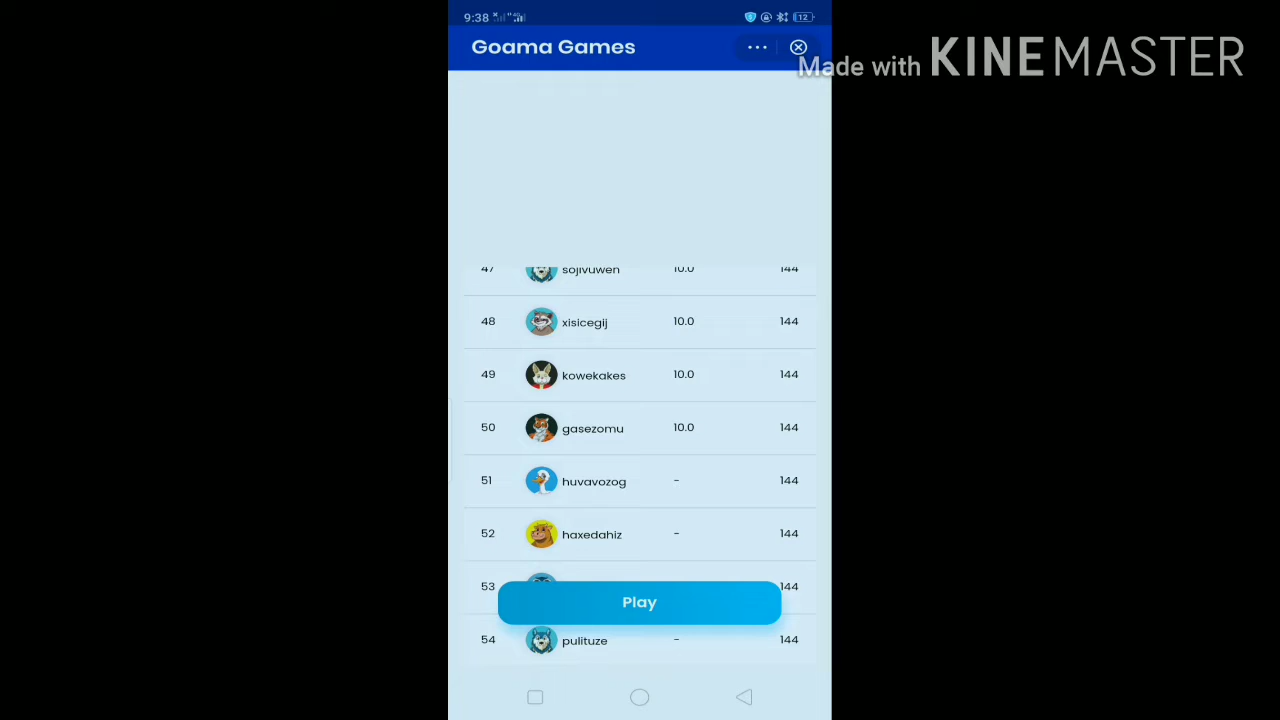 9:38 12
Goama Games
Made with KINEMASTER
47 sojivuwen 10.0 144
48 xisicegij 10.0 144
49 kowekakes 10.0 144
50 gasezomu 10.0 144
51 huvavozog - 144
52 haxedahiz - 144
53 144
Play
54 pulituze - 144